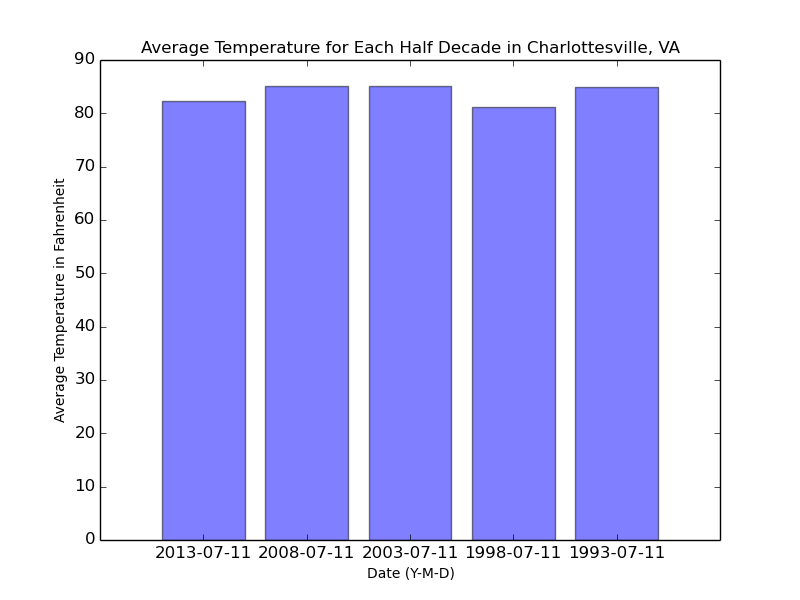 Average Temperature for Each Half Decade in Charlottesville, VA
90
80
70
60
50
40
30
20
10
0
Average Temperature in Fahrenheit
2013-07-11 2008-07-11 2003-07-11 1998-07-11 1993-07-11
Date (Y-M-D)